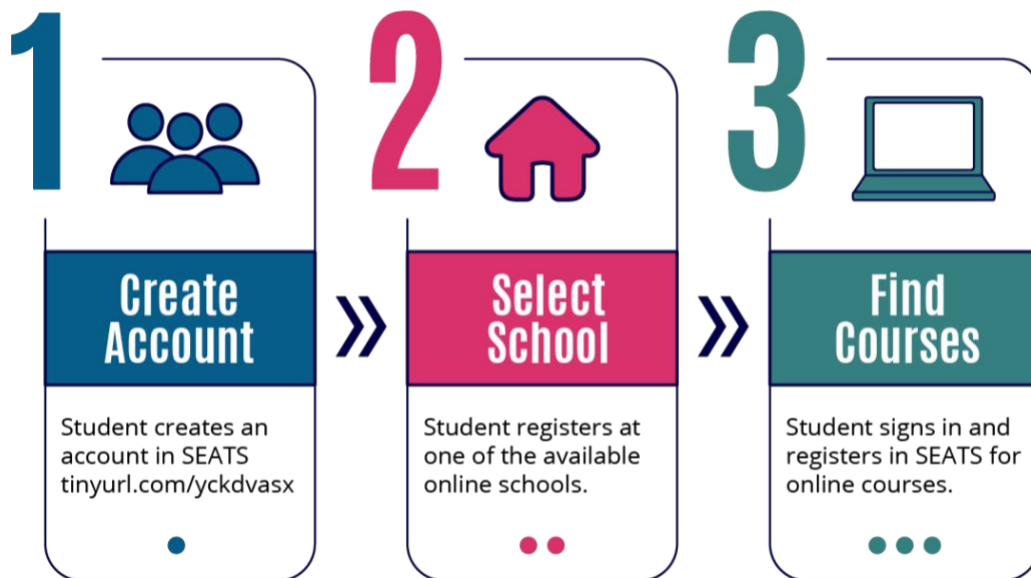 1
Create
Account
Student creates an
account in SEATS
tinyurl.com/yckdvasx
2
Select
School
Student registers at
one of the available
online schools.
3
Find
Courses
Student signs in and
registers in SEATS for
online courses.